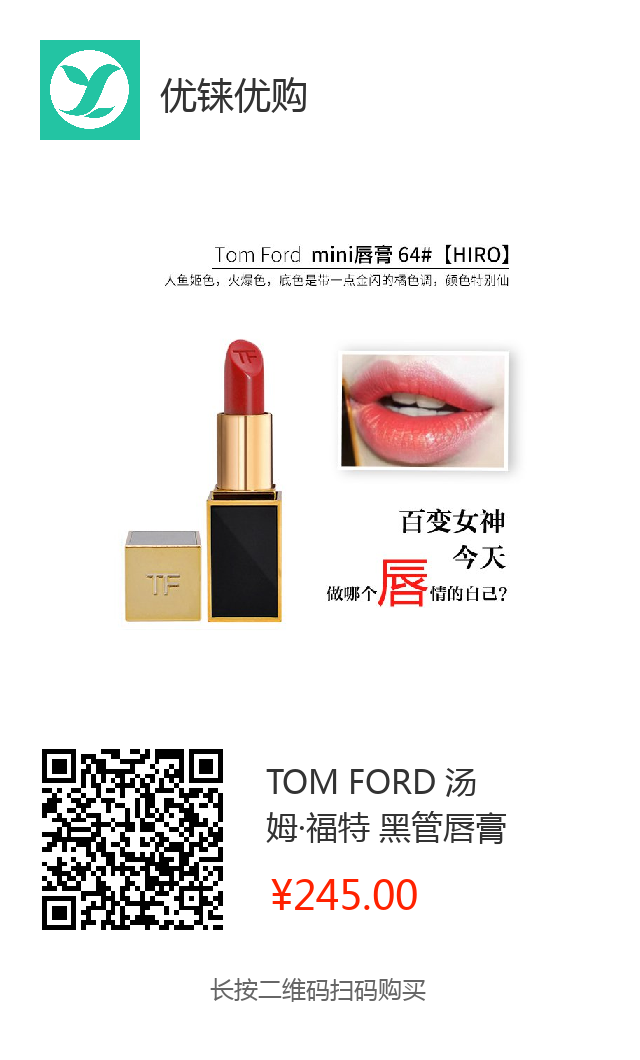 优铼优购
Tom Ford mini唇膏 64#【HIRO】
人鱼姬色，火爆色，底色是带一点金闪的橘色调，颜色特别仙
TF
TF
百变女神
今天
做哪个唇情的自己?
TOM FORD 汤
姆·福特 黑管唇膏
¥245.00
长按二维码扫码购买